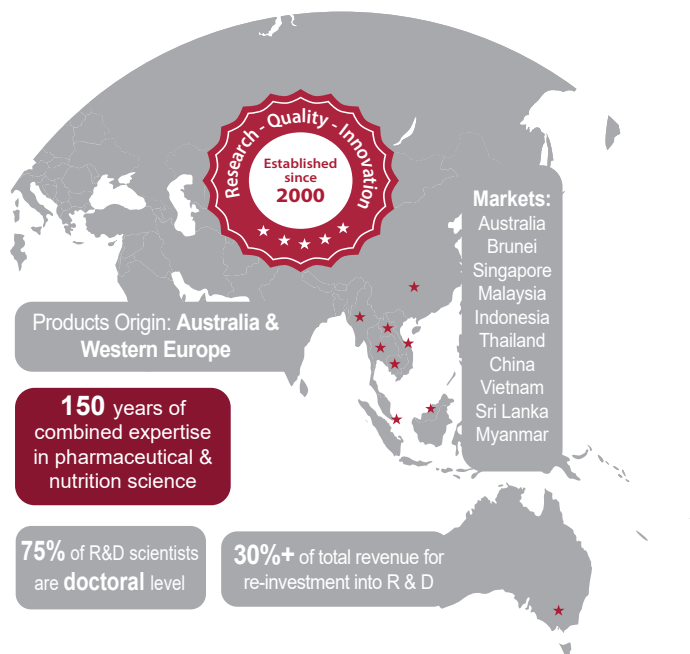 Research - Quality - Innovation
Established
since
2000
Markets:
Australia
Brunei
Singapore
Malaysia
Indonesia
Thailand
China
Vietnam
Sri Lanka
Myanmar
Products Origin: Australia &
Western Europe
150 years of
combined expertise
in pharmaceutical &
nutrition science
75% of R&D scientists
are doctoral level
30%+ of total revenue for
re-investment into R & D